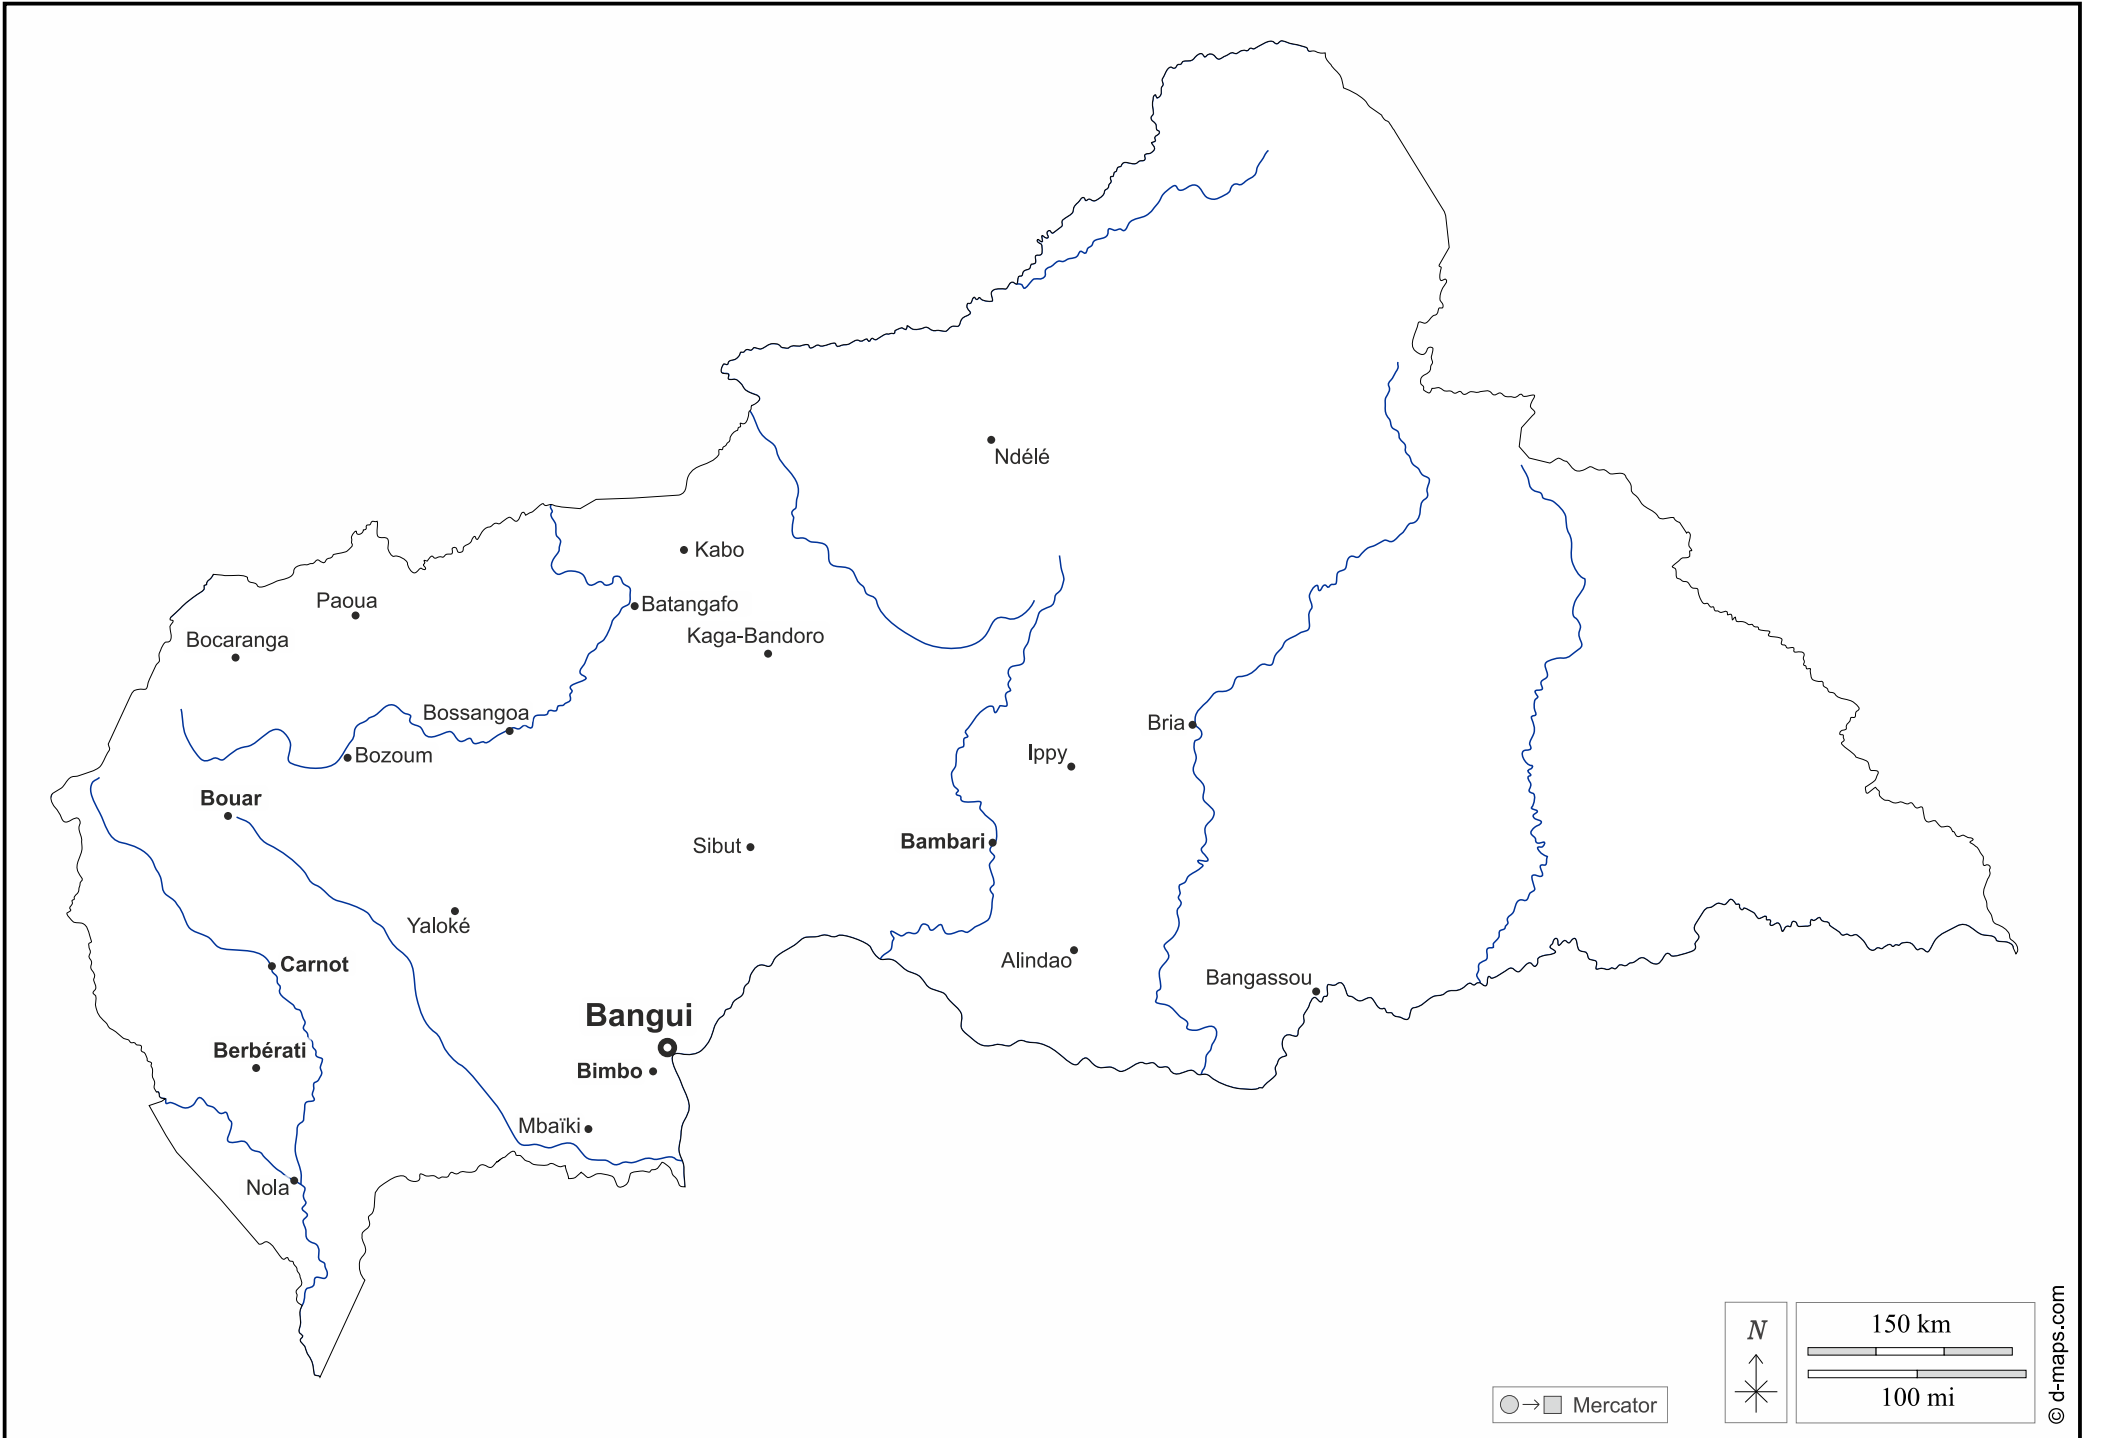 Ndélé
Kabo
Paoua
Batangafo
Kaga-Bandoro
Bocaranga
Bossangoa
Bria
Bozoum
Ippy
Bouar
Sibut
Bambari
Yaloké
Carnot
Alindao
Bangassou
Bangui
Berbérati
Bimbo
Mbaïki
Nola
N
150 km
100 mi
Mercator
© d-maps.com